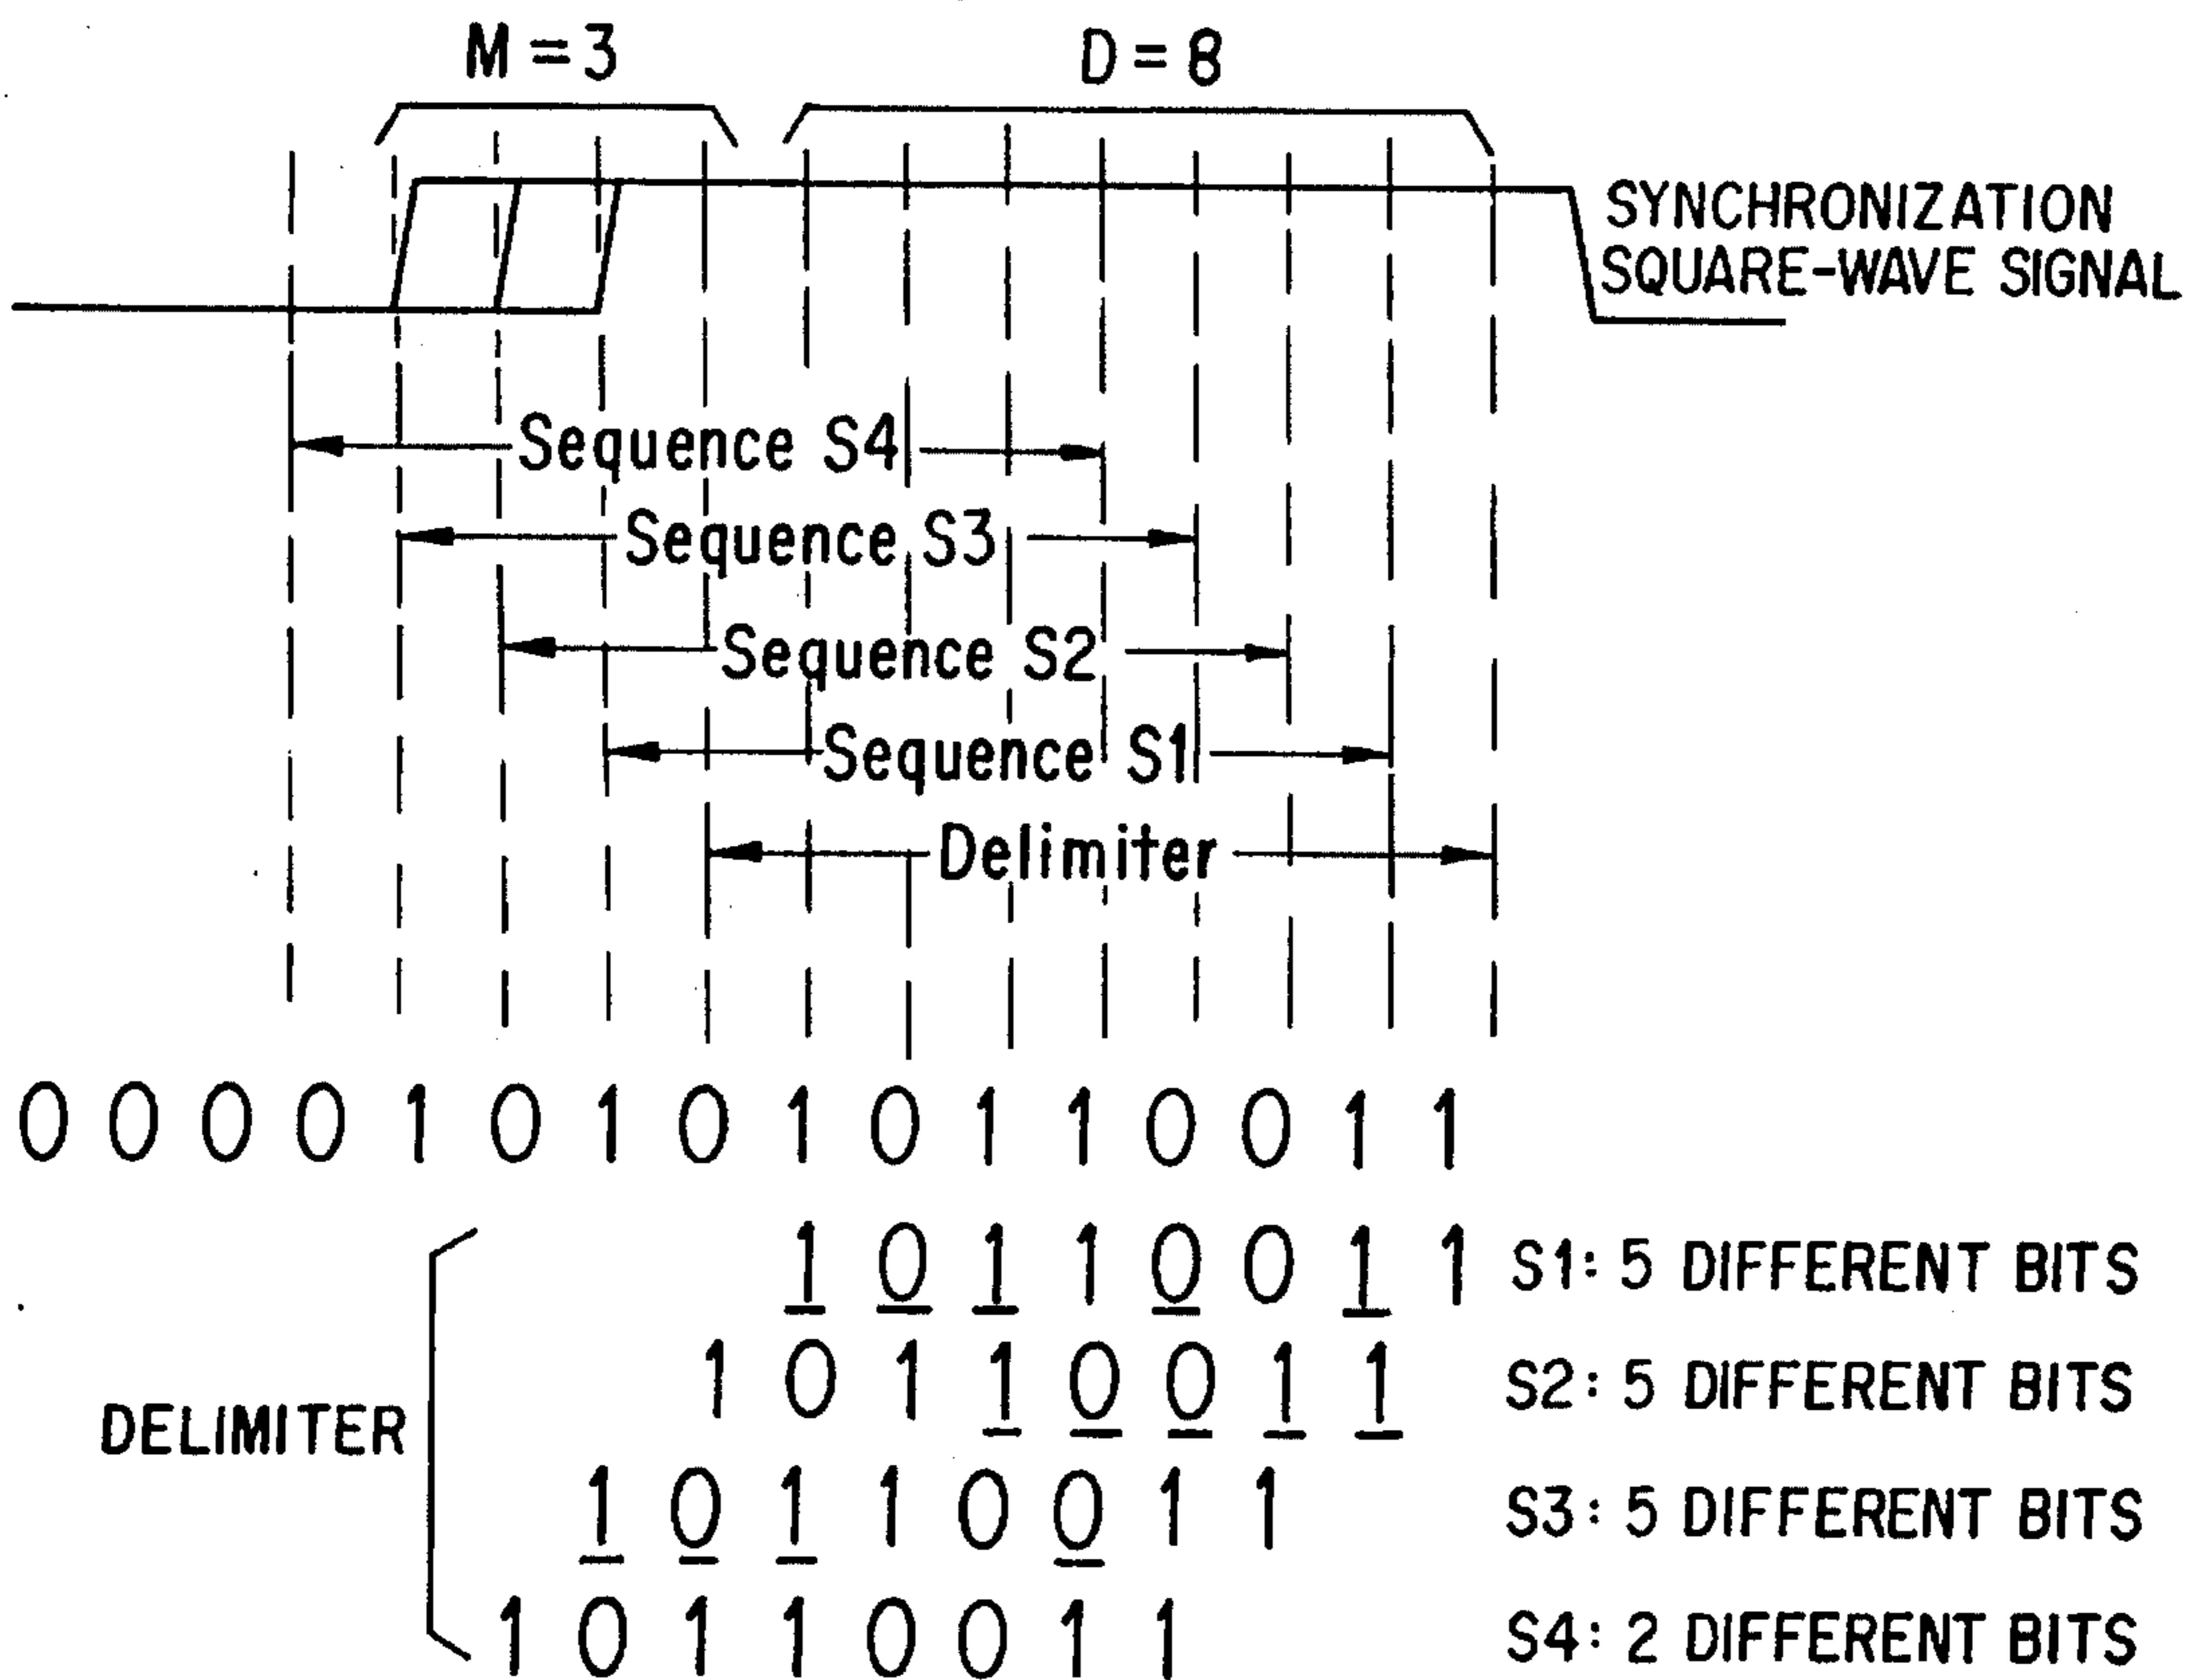 M = 3
D = 8
SYNCHRONIZATION
SQUARE-WAVE SIGNAL
Sequence S4
Sequence S3
Sequence S2
Sequence S1
Delimiter
0 0 0 0 1 0 1 0 1 0 1 1 0 0 1 1
1 0 1 1 0 0 1 1 S1: 5 DIFFERENT BITS
1 0 1 1 0 0 1 1 S2: 5 DIFFERENT BITS
DELIMITER
1 0 1 1 0 0 1 1 S3: 5 DIFFERENT BITS
1 0 1 1 0 0 1 1 S4: 2 DIFFERENT BITS